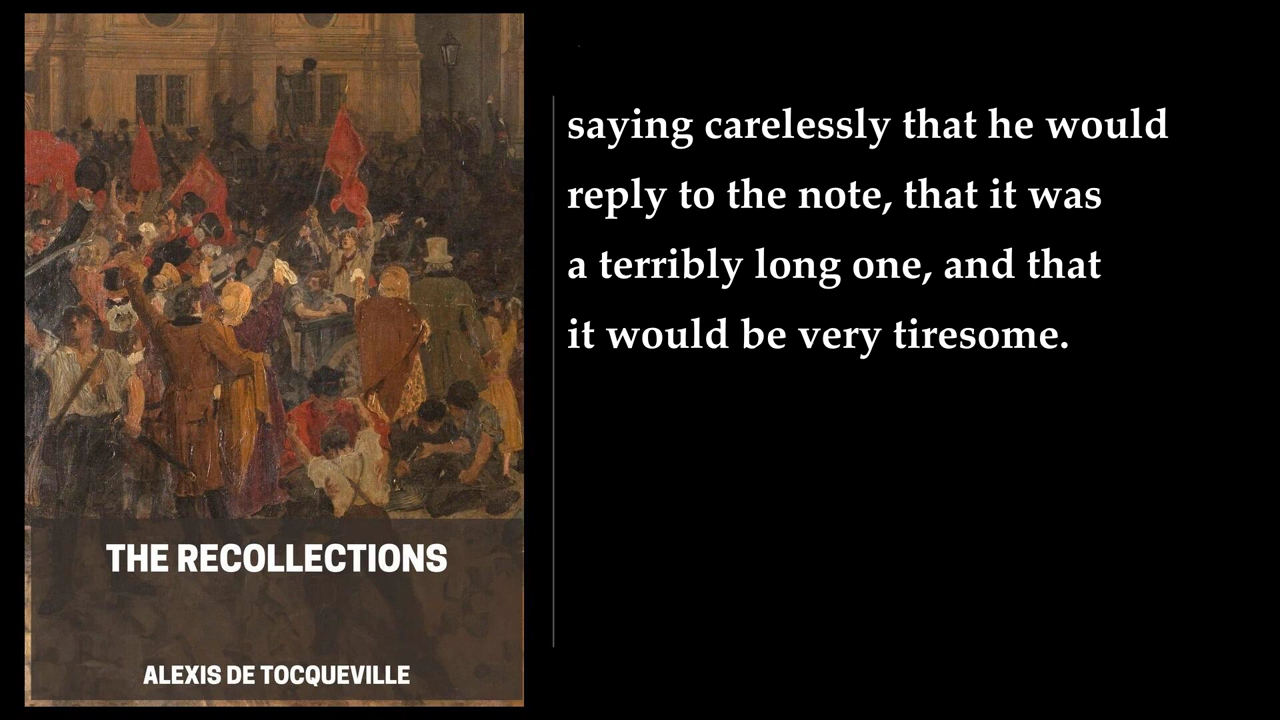 saying carelessly that he would
reply to the note, that it was
a terribly long one, and that
it would be very tiresome.
THE RECOLLECTIONS
ALEXIS DE TOCQUEVILLE